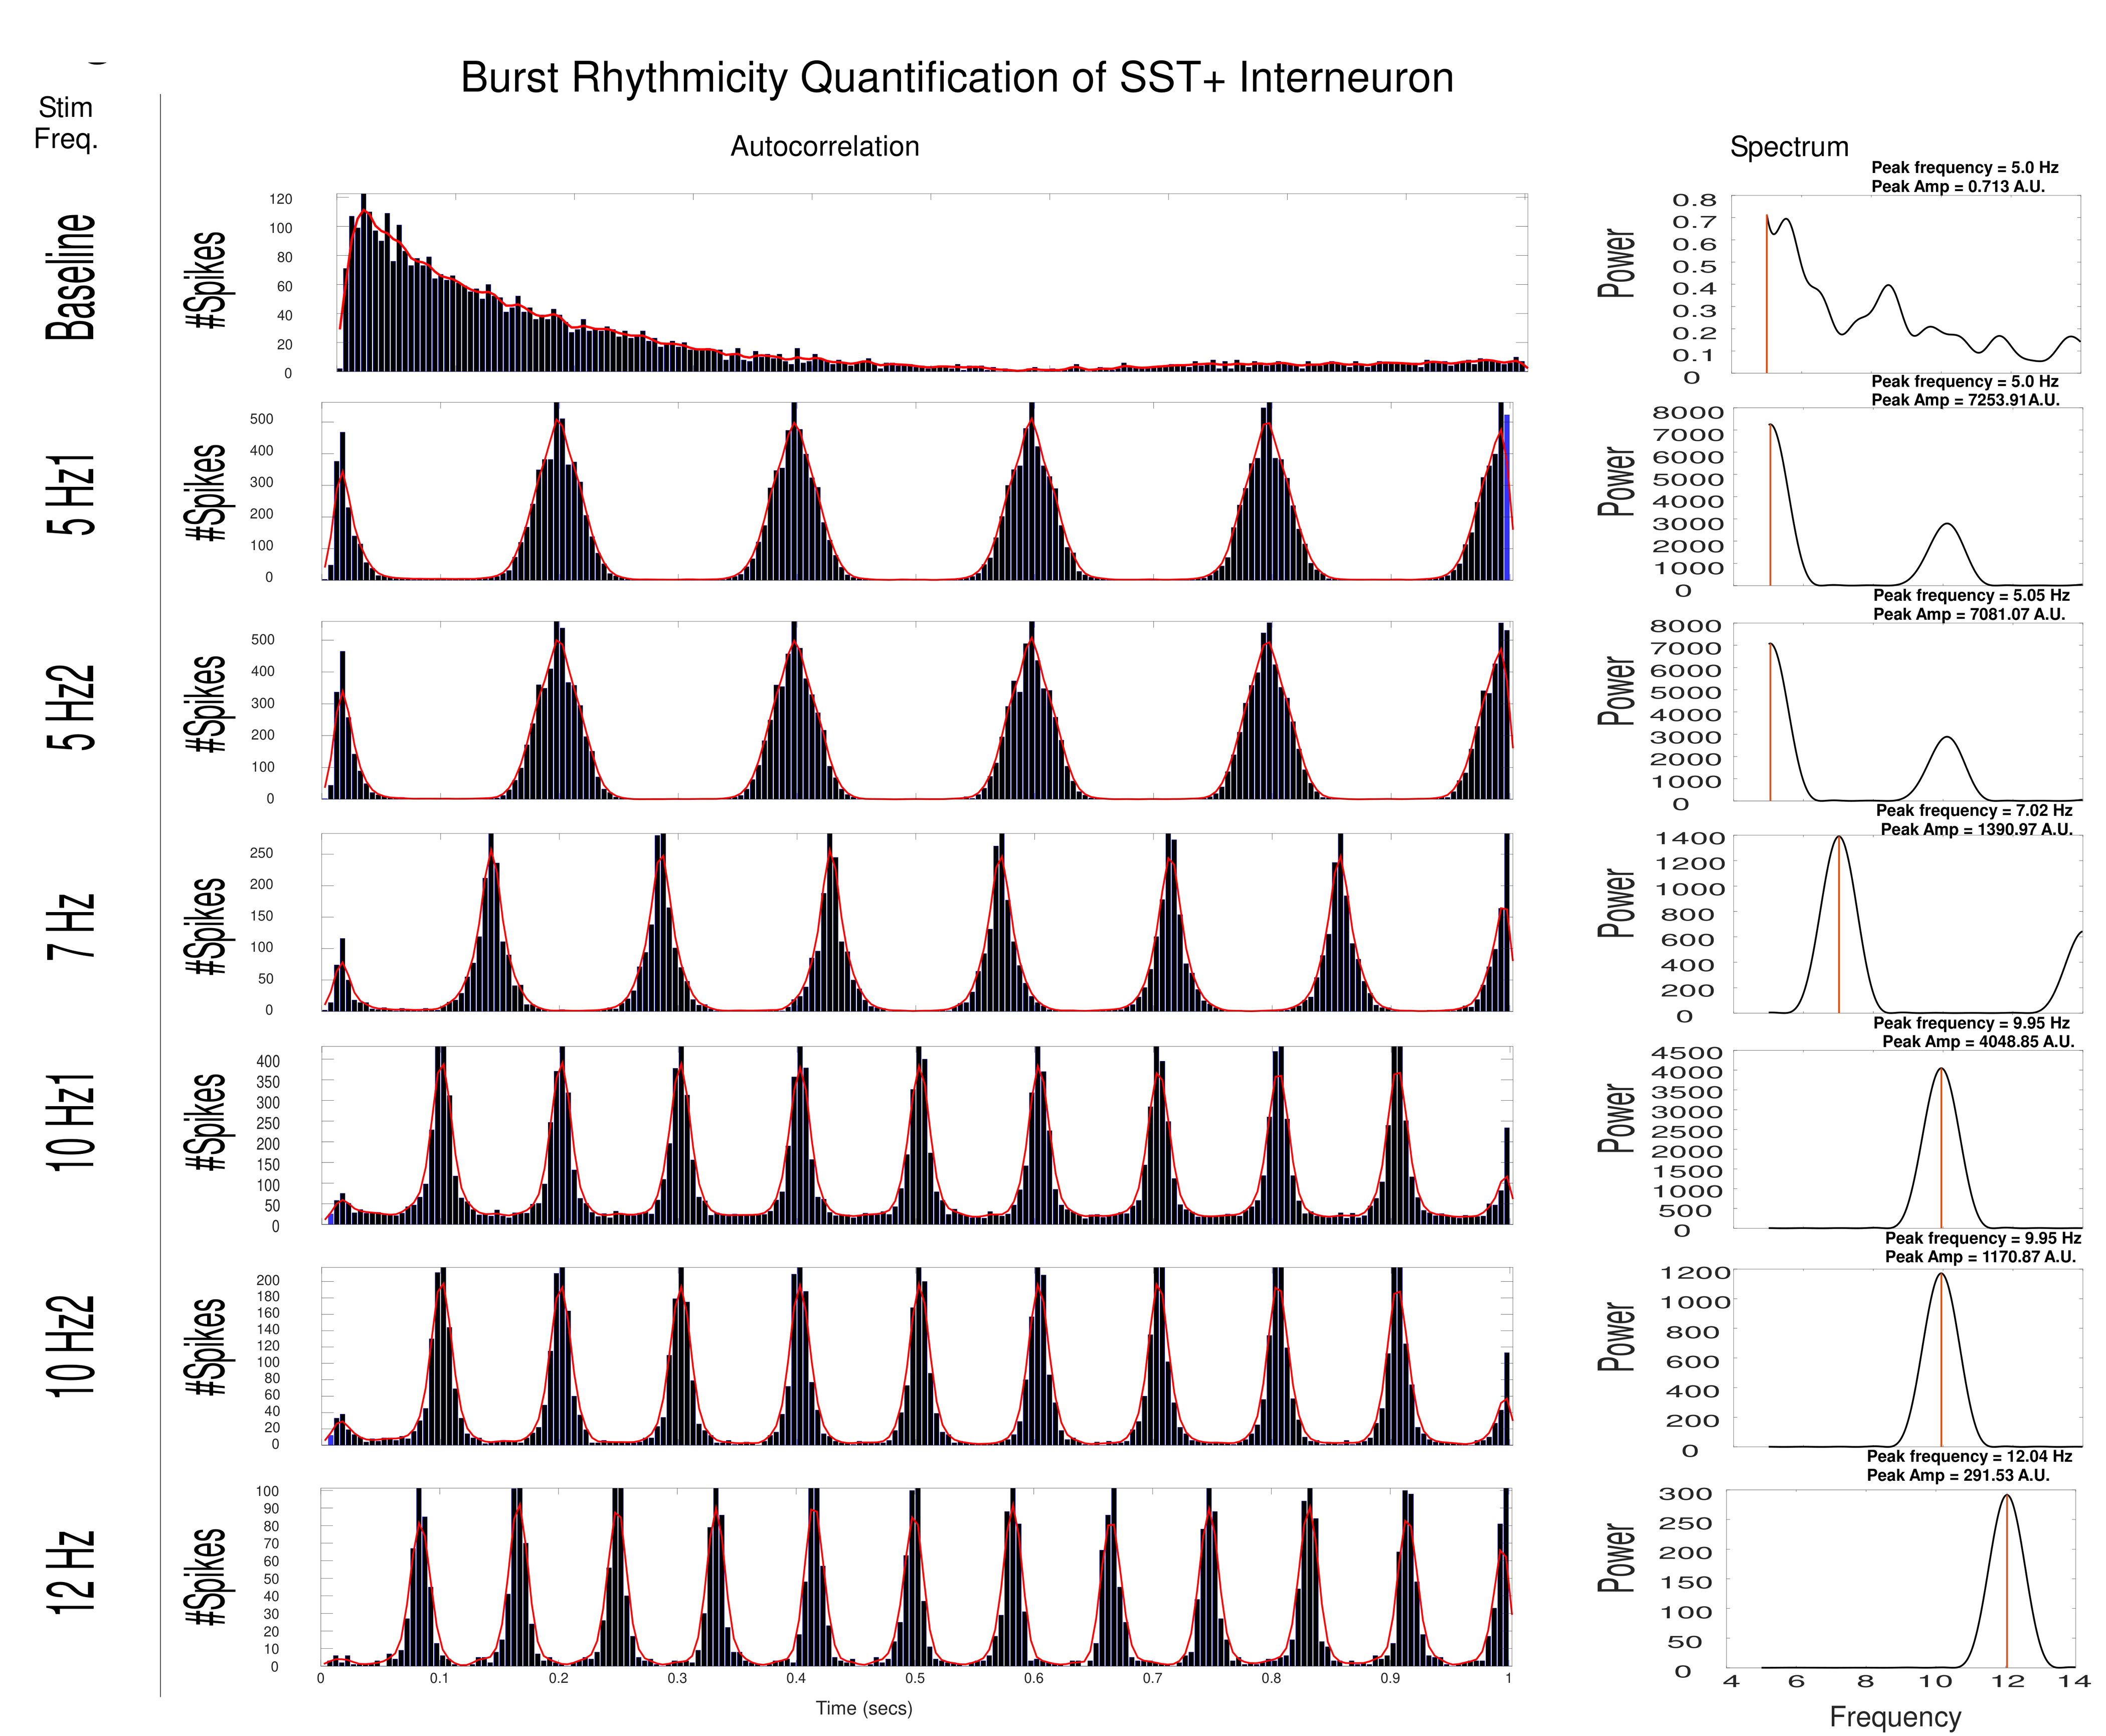 Burst Rhythmicity Quantification of SST+ Interneuron
Stim
Freq.
Autocorrelation
Spectrum
Baseline
#Spikes
120
100
80
60
40
20
0
Peak frequency = 5.0 Hz
Peak Amp = 0.713 A.U.
Power
0.8
0.7
0.6
0.5
0.4
0.3
0.2
0.1
0
5 Hz1
#Spikes
500
400
300
200
100
0
Peak frequency = 5.0 Hz
Peak Amp = 7253.91A.U.
Power
8000
7000
6000
5000
4000
3000
2000
1000
0
5 Hz2
#Spikes
500
400
300
200
100
0
Peak frequency = 5.05 Hz
Peak Amp = 7081.07 A.U.
Power
8000
7000
6000
5000
4000
3000
2000
1000
0
7 Hz
#Spikes
250
200
150
100
50
0
Peak frequency = 7.02 Hz
Peak Amp = 1390.97 A.U.
Power
1400
1200
1000
800
600
400
200
0
10 Hz1
#Spikes
400
350
300
250
200
150
100
50
0
Peak frequency = 9.95 Hz
Peak Amp = 4048.85 A.U.
Power
4500
4000
3500
3000
2500
2000
1500
1000
500
0
10 Hz2
#Spikes
200
180
160
140
120
100
80
60
40
20
0
Peak frequency = 9.95 Hz
Peak Amp = 1170.87 A.U.
Power
1200
1000
800
600
400
200
0
12 Hz
#Spikes
100
90
80
70
60
50
40
30
20
10
0
0 0.1 0.2 0.3 0.4 0.5 0.6 0.7 0.8 0.9 1
Time (secs)
Peak frequency = 12.04 Hz
Peak Amp = 291.53 A.U.
Power
300
250
200
150
100
50
0
4 6 8 10 12 14
Frequency